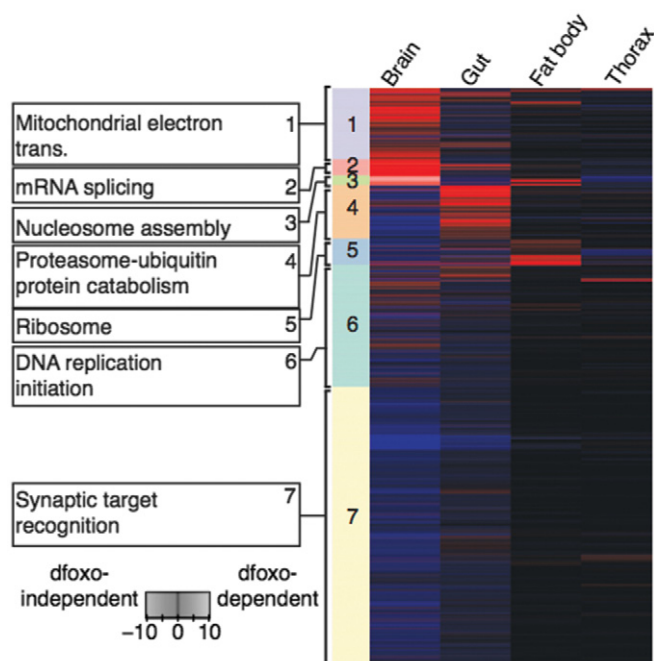 Brain
Gut
Fat body
Thorax
Mitochondrial electron 1
trans.
mRNA splicing 2
Nucleosome assembly 3
Proteasome-ubiquitin 4
protein catabolism
Ribosome 5
DNA replication 6
initiation
Synaptic target 7
recognition
1
2
3
4
5
6
7
dfoxo- dfoxo-
independent dependent
−10 0 10